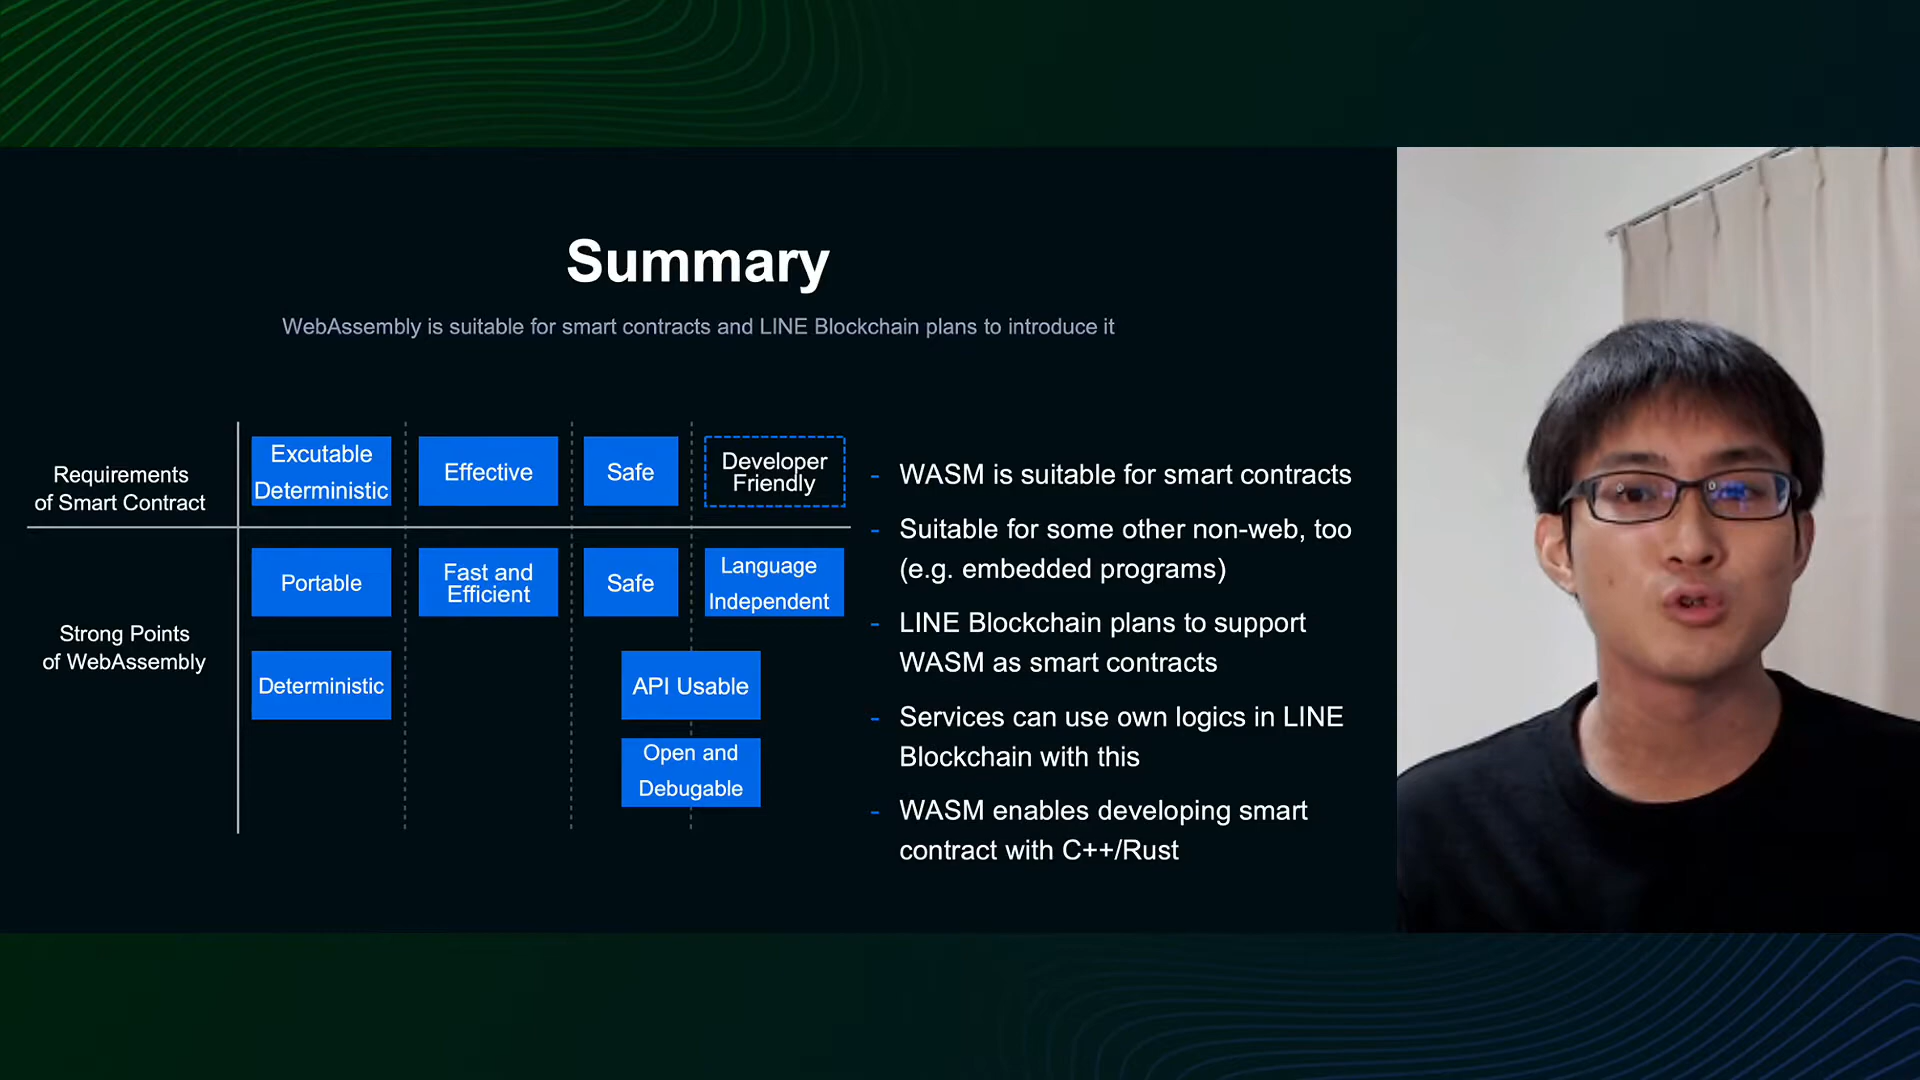 Summary
WebAssembly is suitable for smart contracts and LINE Blockchain plans to introduce it
Requirements
of Smart Contract
Excutable
Deterministic
Effective
Safe
Developer
Friendly
Strong Points
of WebAssembly
Portable
Fast and
Efficient
Safe
Language
Independent
Deterministic
API Usable
Open and
Debugable
- WASM is suitable for smart contracts
- Suitable for some other non-web, too
(e.g. embedded programs)
- LINE Blockchain plans to support
WASM as smart contracts
- Services can use own logics in LINE
Blockchain with this
- WASM enables developing smart
contract with C++/Rust